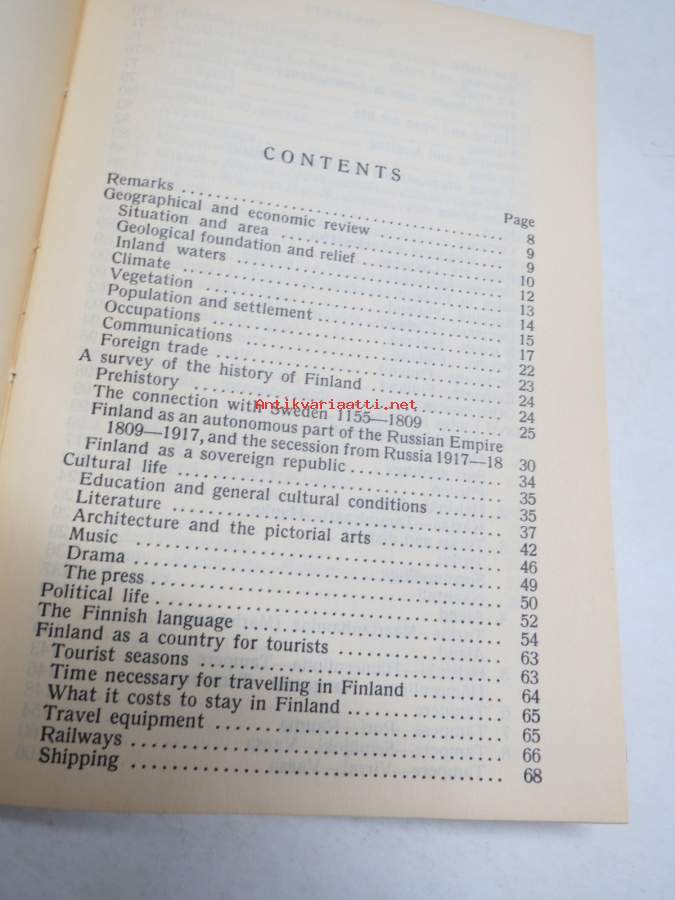 CONTENTS
Page
Remarks ........ 8
Geographical and economic review ........ 9
Situation and area ........ 9
Geological foundation and relief ........ 10
Inland waters ........ 12
Climate ........ 13
Vegetation ........ 14
Population and settlement ........ 15
Occupations ........ 17
Communications ........ 22
Foreign trade ........ 23
A survey of the history of Finland ........ 24
Prehistory ........ 24
Antikvariaatti.net
The connection with Sweden 1155—1809 ........ 25
Finland as an autonomous part of the Russian Empire
1809—1917, and the secession from Russia 1917—18 30
Finland as a sovereign republic ........ 34
Cultural life ........ 35
Education and general cultural conditions ........ 35
Literature ........ 37
Architecture and the pictorial arts ........ 42
Music ........ 46
Drama ........ 49
The press ........ 50
Political life ........ 52
The Finnish language ........ 54
Finland as a country for tourists ........ 63
Tourist seasons ........ 63
Time necessary for travelling in Finland ........ 64
What it costs to stay in Finland ........ 65
Travel equipment ........ 65
Railways ........ 66
Shipping ........ 68